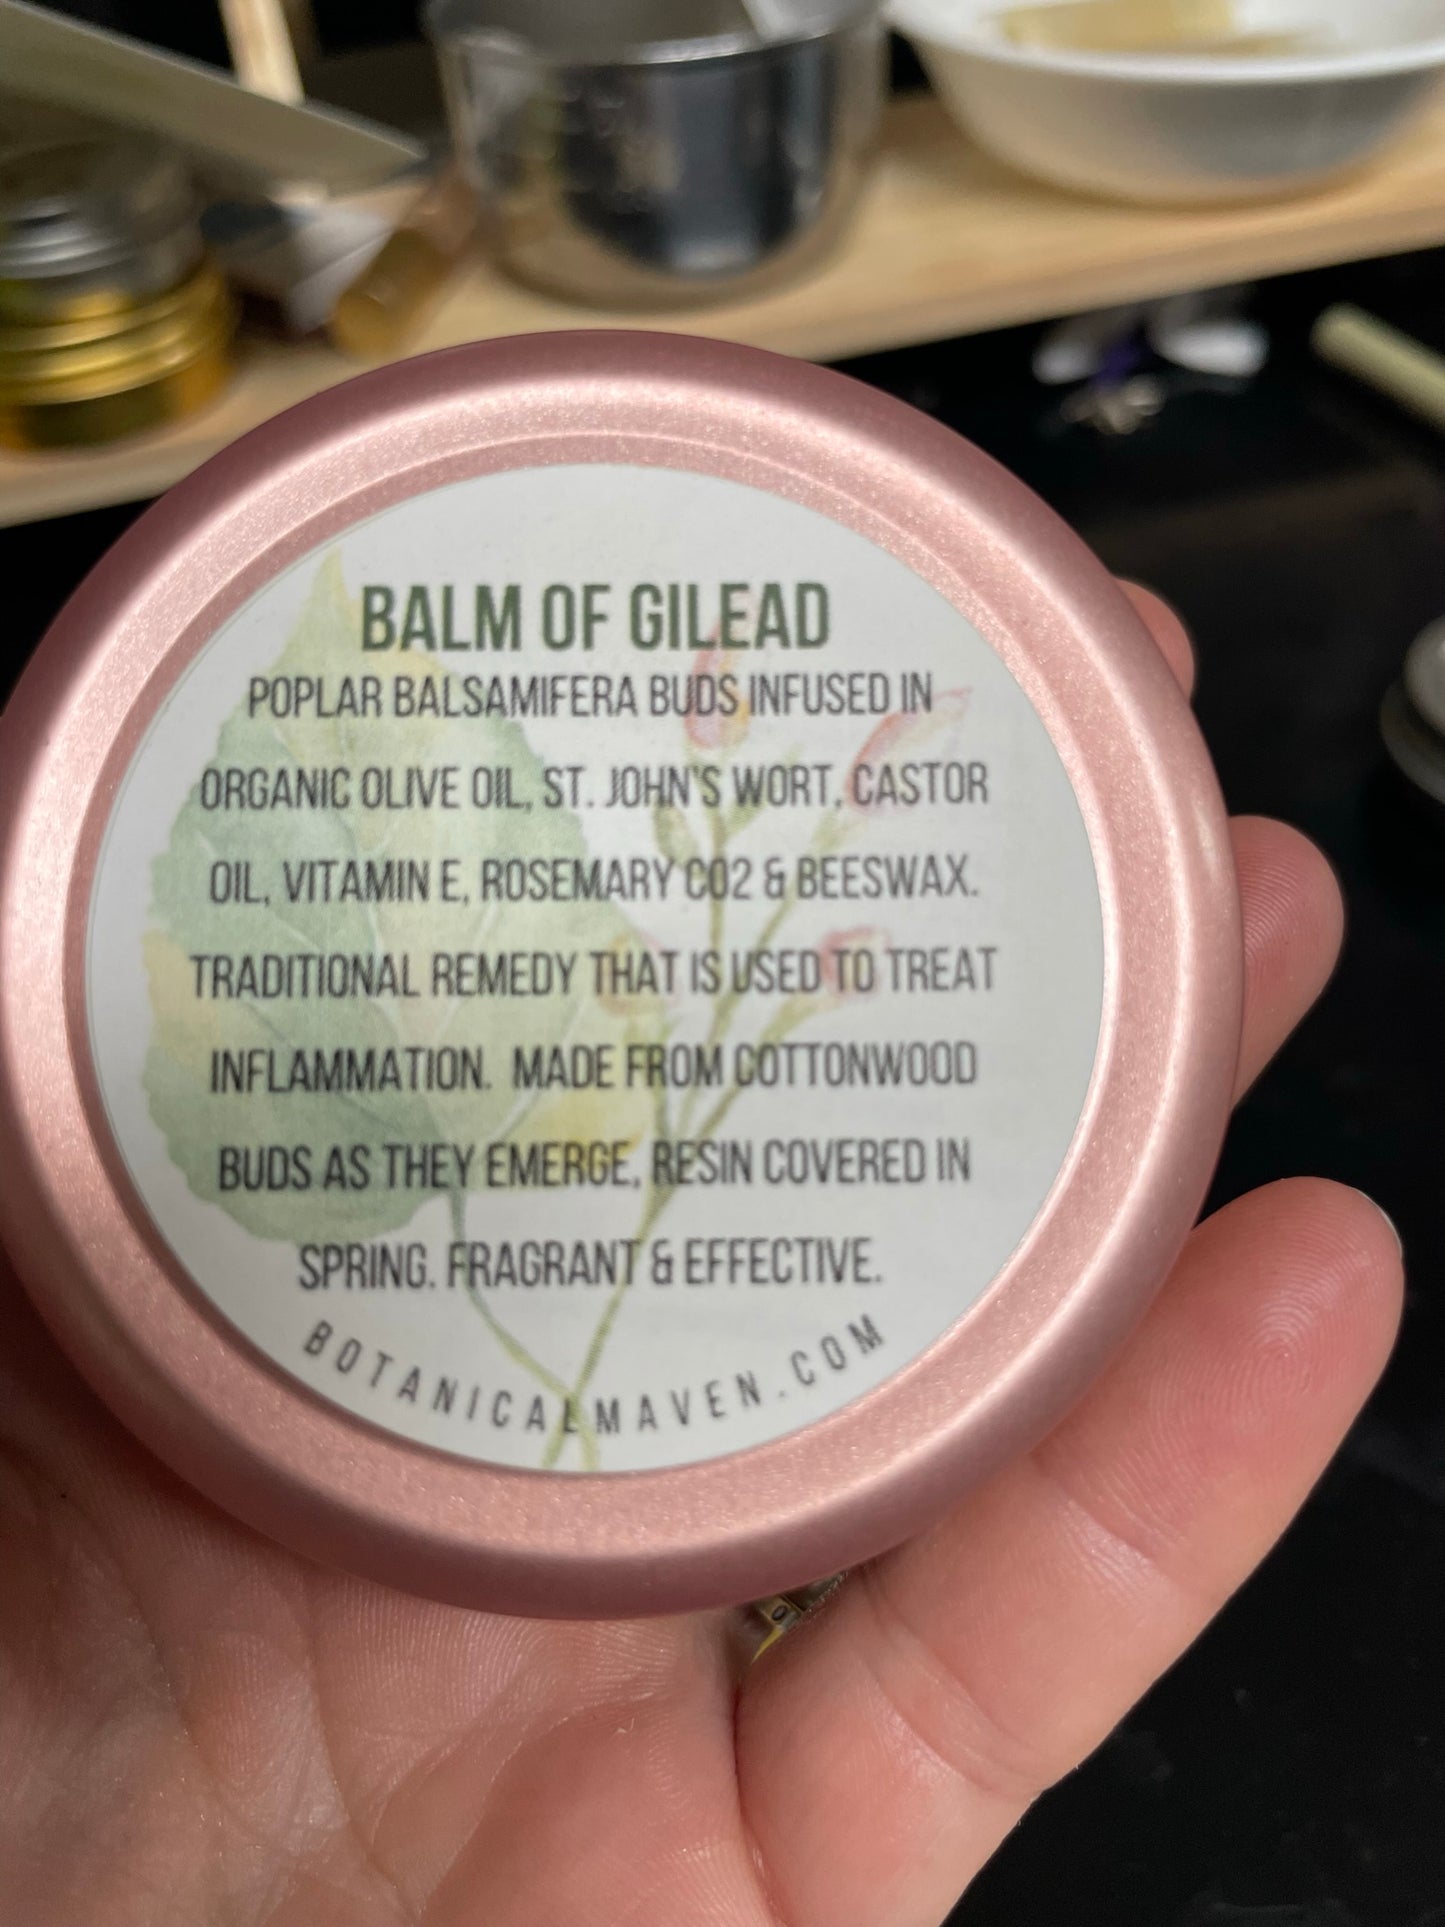 BALM OF GILEAD
POPLAR BALSAMIFERA BUDS INFUSED IN
ORGANIC OLIVE OIL, ST. JOHN'S WORT, CASTOR
OIL, VITAMIN E, ROSEMARY CO2 & BEESWAX.
TRADITIONAL REMEDY THAT IS USED TO TREAT
INFLAMMATION. MADE FROM COTTONWOOD
BUDS AS THEY EMERGE, RESIN COVERED IN
SPRING. FRAGRANT & EFFECTIVE.
BOTANICALMAVEN.COM